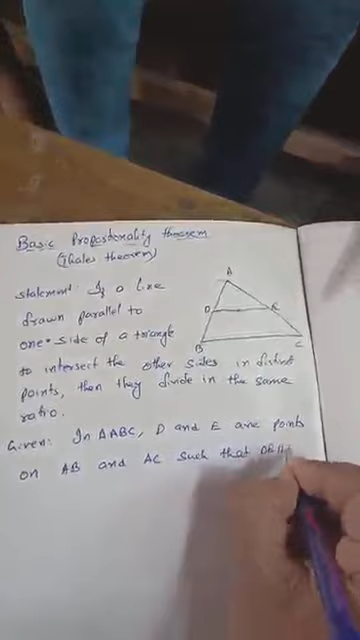 Basic Proportionality theorem
(Thales theorem)
Statement: If a line
drawn parallel to
one side of a triangle
to intersect the other sides in distinct
points, then they divide in the same
ratio.
A
D E
B C
Given: In ΔABC, D and E are points
on AB and AC such that DE ||